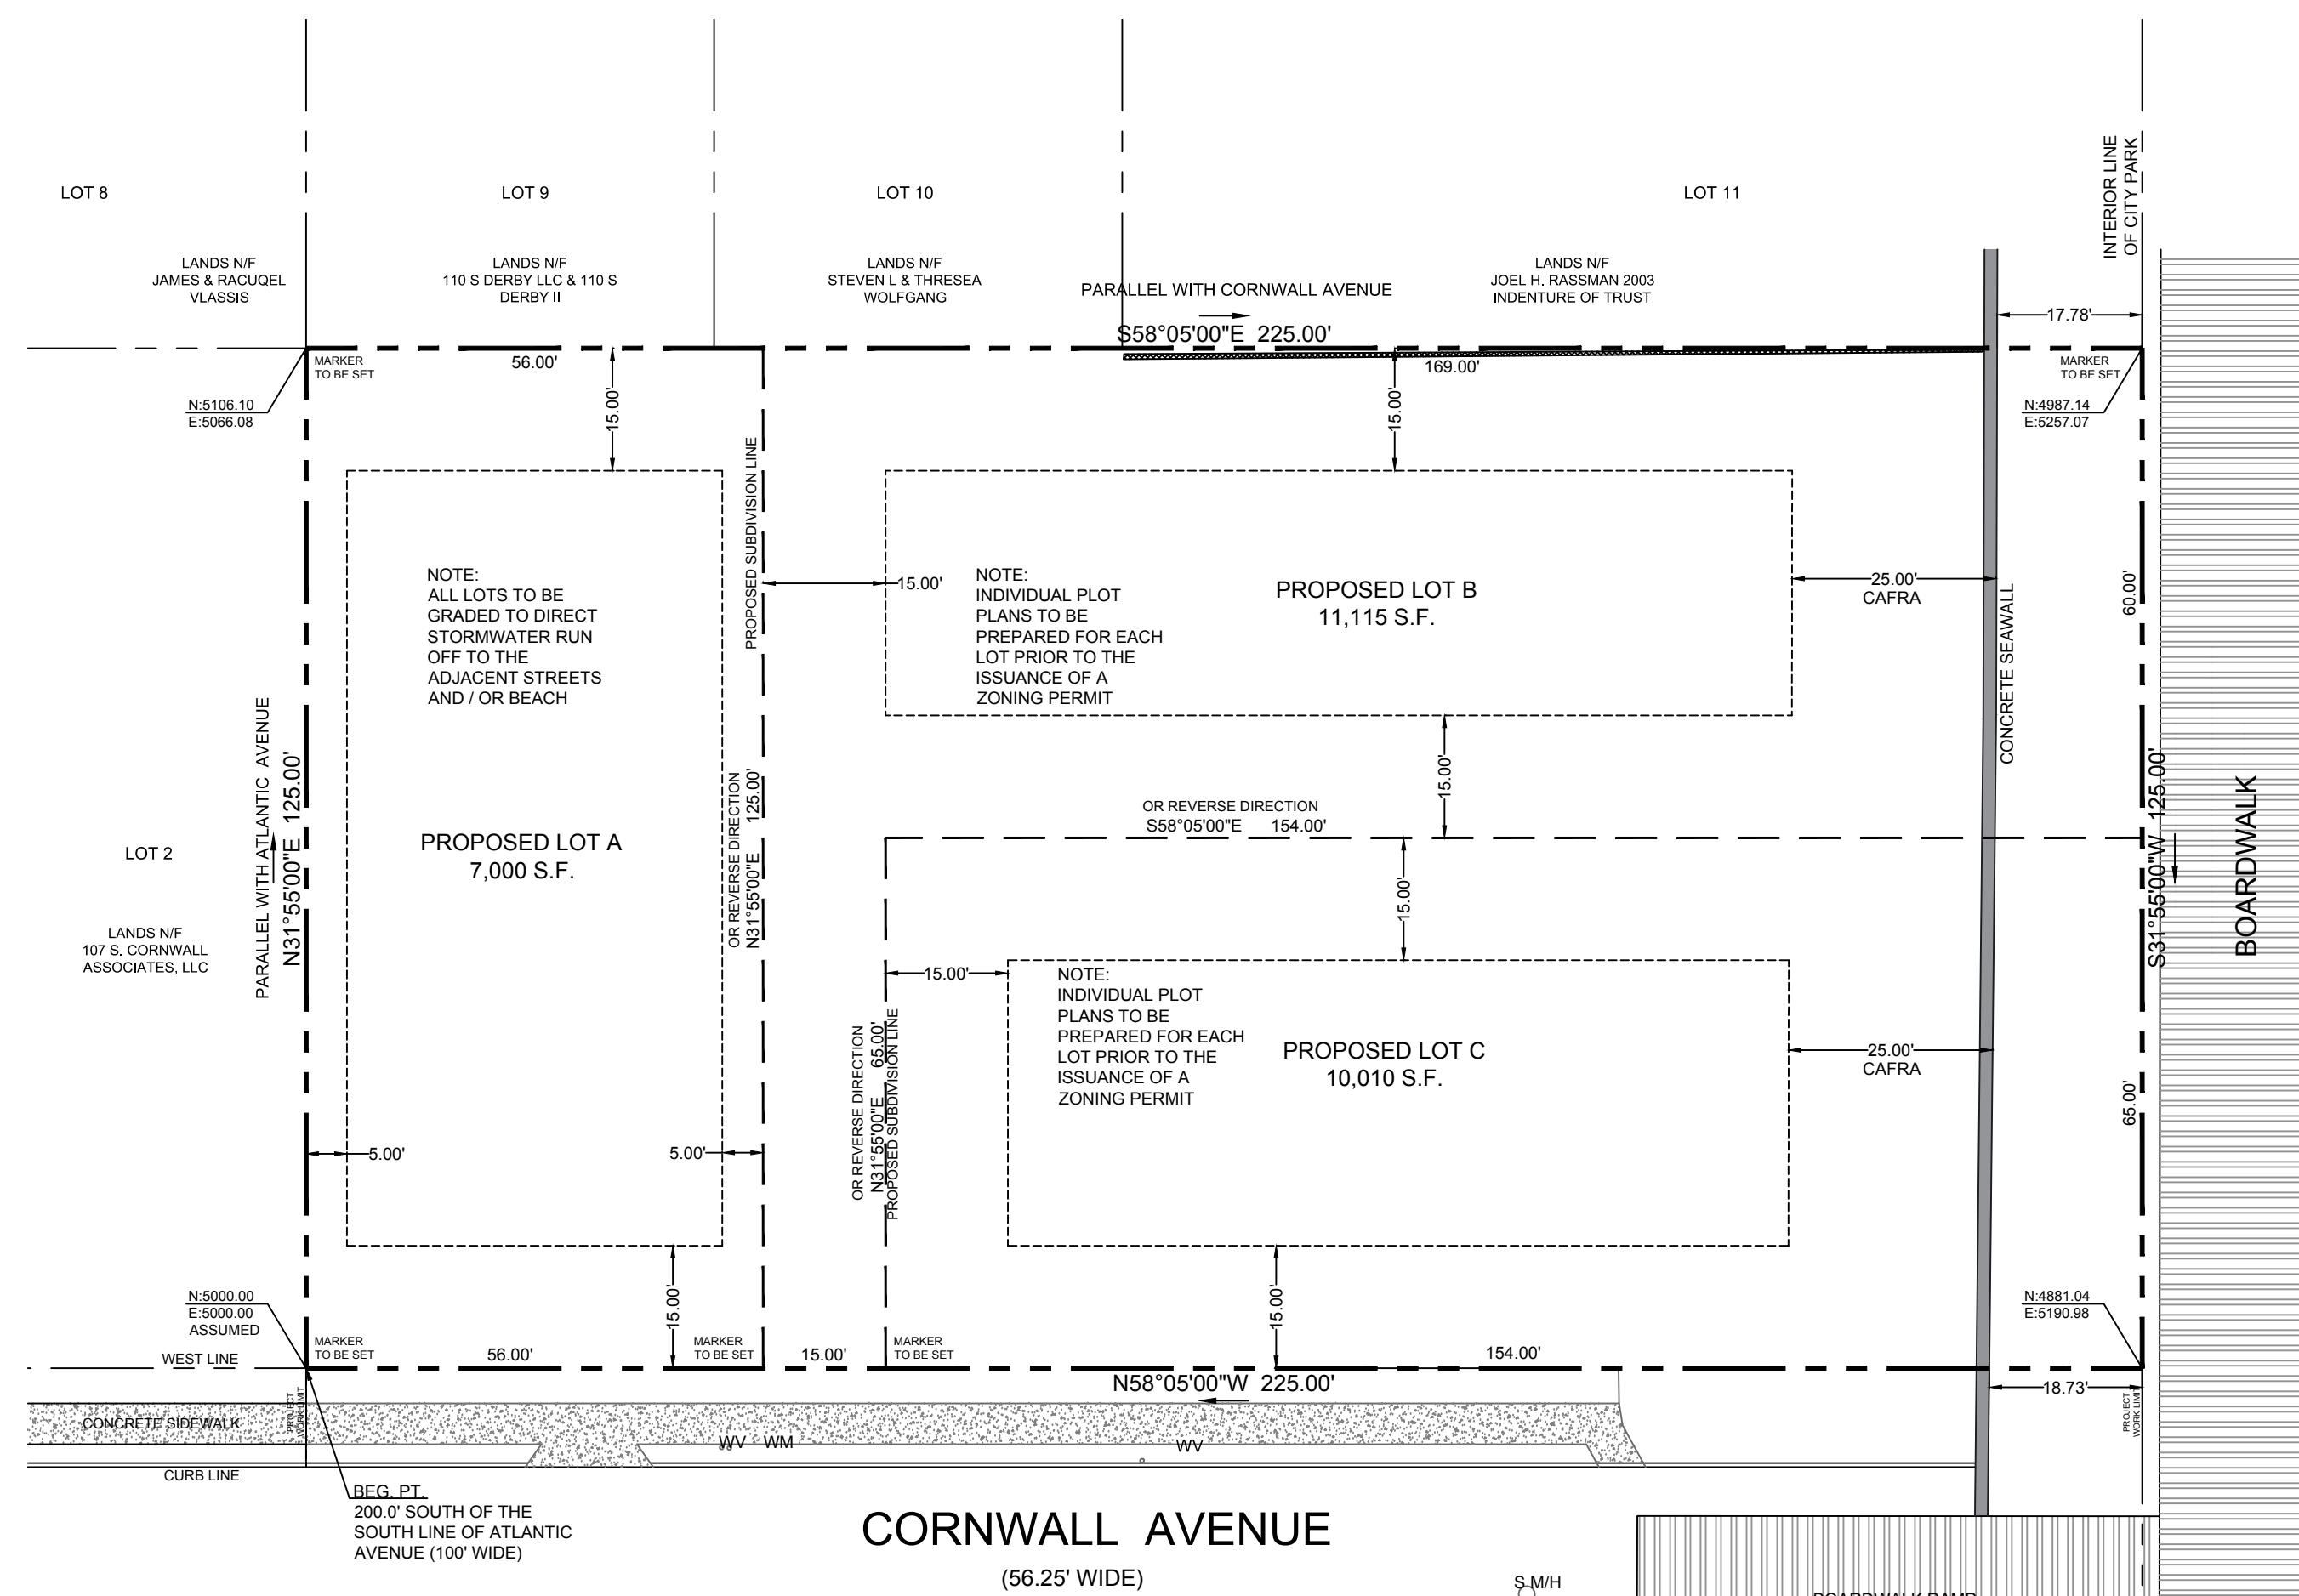 LOT 8
LOT 9
LOT 10
LOT 11
INTERIOR LINE
OF CITY PARK
LANDS N/F
JAMES & RACUQEL
VLASSIS
LANDS N/F
110 S DERBY LLC & 110 S
DERBY II
LANDS N/F
STEVEN L & THRESEA
WOLFGANG
LANDS N/F
JOEL H. RASSMAN 2003
INDENTURE OF TRUST
PARALLEL WITH CORNWALL AVENUE
S58°05'00"E 225.00'
17.78'
MARKER
TO BE SET
56.00'
169.00'
MARKER
TO BE SET
N:5106.10
E:5066.08
15.00'
15.00'
N:4987.14
E:5257.07
PROPOSED SUBDIVISION LINE
NOTE:
ALL LOTS TO BE
GRADED TO DIRECT
STORMWATER RUN
OFF TO THE
ADJACENT STREETS
AND / OR BEACH
15.00'
NOTE:
INDIVIDUAL PLOT
PLANS TO BE
PREPARED FOR EACH
LOT PRIOR TO THE
ISSUANCE OF A
ZONING PERMIT
PROPOSED LOT B
11,115 S.F.
25.00'
CAFRA
CONCRETE SEAWALL
60.00'
PARALLEL WITH ATLANTIC AVENUE
N31°55'00"E 125.00'
OR REVERSE DIRECTION
N31°55'00"E 125.00'
15.00'
OR REVERSE DIRECTION
S58°05'00"E 154.00'
S31°55'00"W 125.00'
BOARDWALK
PROPOSED LOT A
7,000 S.F.
LOT 2
LANDS N/F
107 S. CORNWALL
ASSOCIATES, LLC
15.00'
15.00'
NOTE:
INDIVIDUAL PLOT
PLANS TO BE
PREPARED FOR EACH
LOT PRIOR TO THE
ISSUANCE OF A
ZONING PERMIT
PROPOSED LOT C
10,010 S.F.
25.00'
CAFRA
65.00'
OR REVERSE DIRECTION
N31°55'00"E 65.00'
PROPOSED SUBDIVISION LINE
5.00'
5.00'
N:5000.00
E:5000.00
ASSUMED
15.00'
15.00'
N:4881.04
E:5190.98
WEST LINE
MARKER
TO BE SET
56.00'
MARKER
TO BE SET
15.00'
MARKER
TO BE SET
154.00'
N58°05'00"W 225.00'
18.73'
PROJECT
WORK LIMIT
PROJECT
WORK LIMIT
CONCRETE SIDEWALK
WV
WM
WV
CURB LINE
BEG. PT.
200.0' SOUTH OF THE
SOUTH LINE OF ATLANTIC
AVENUE (100' WIDE)
CORNWALL AVENUE
(56.25' WIDE)
S M/H
BOARDWALK RAMP